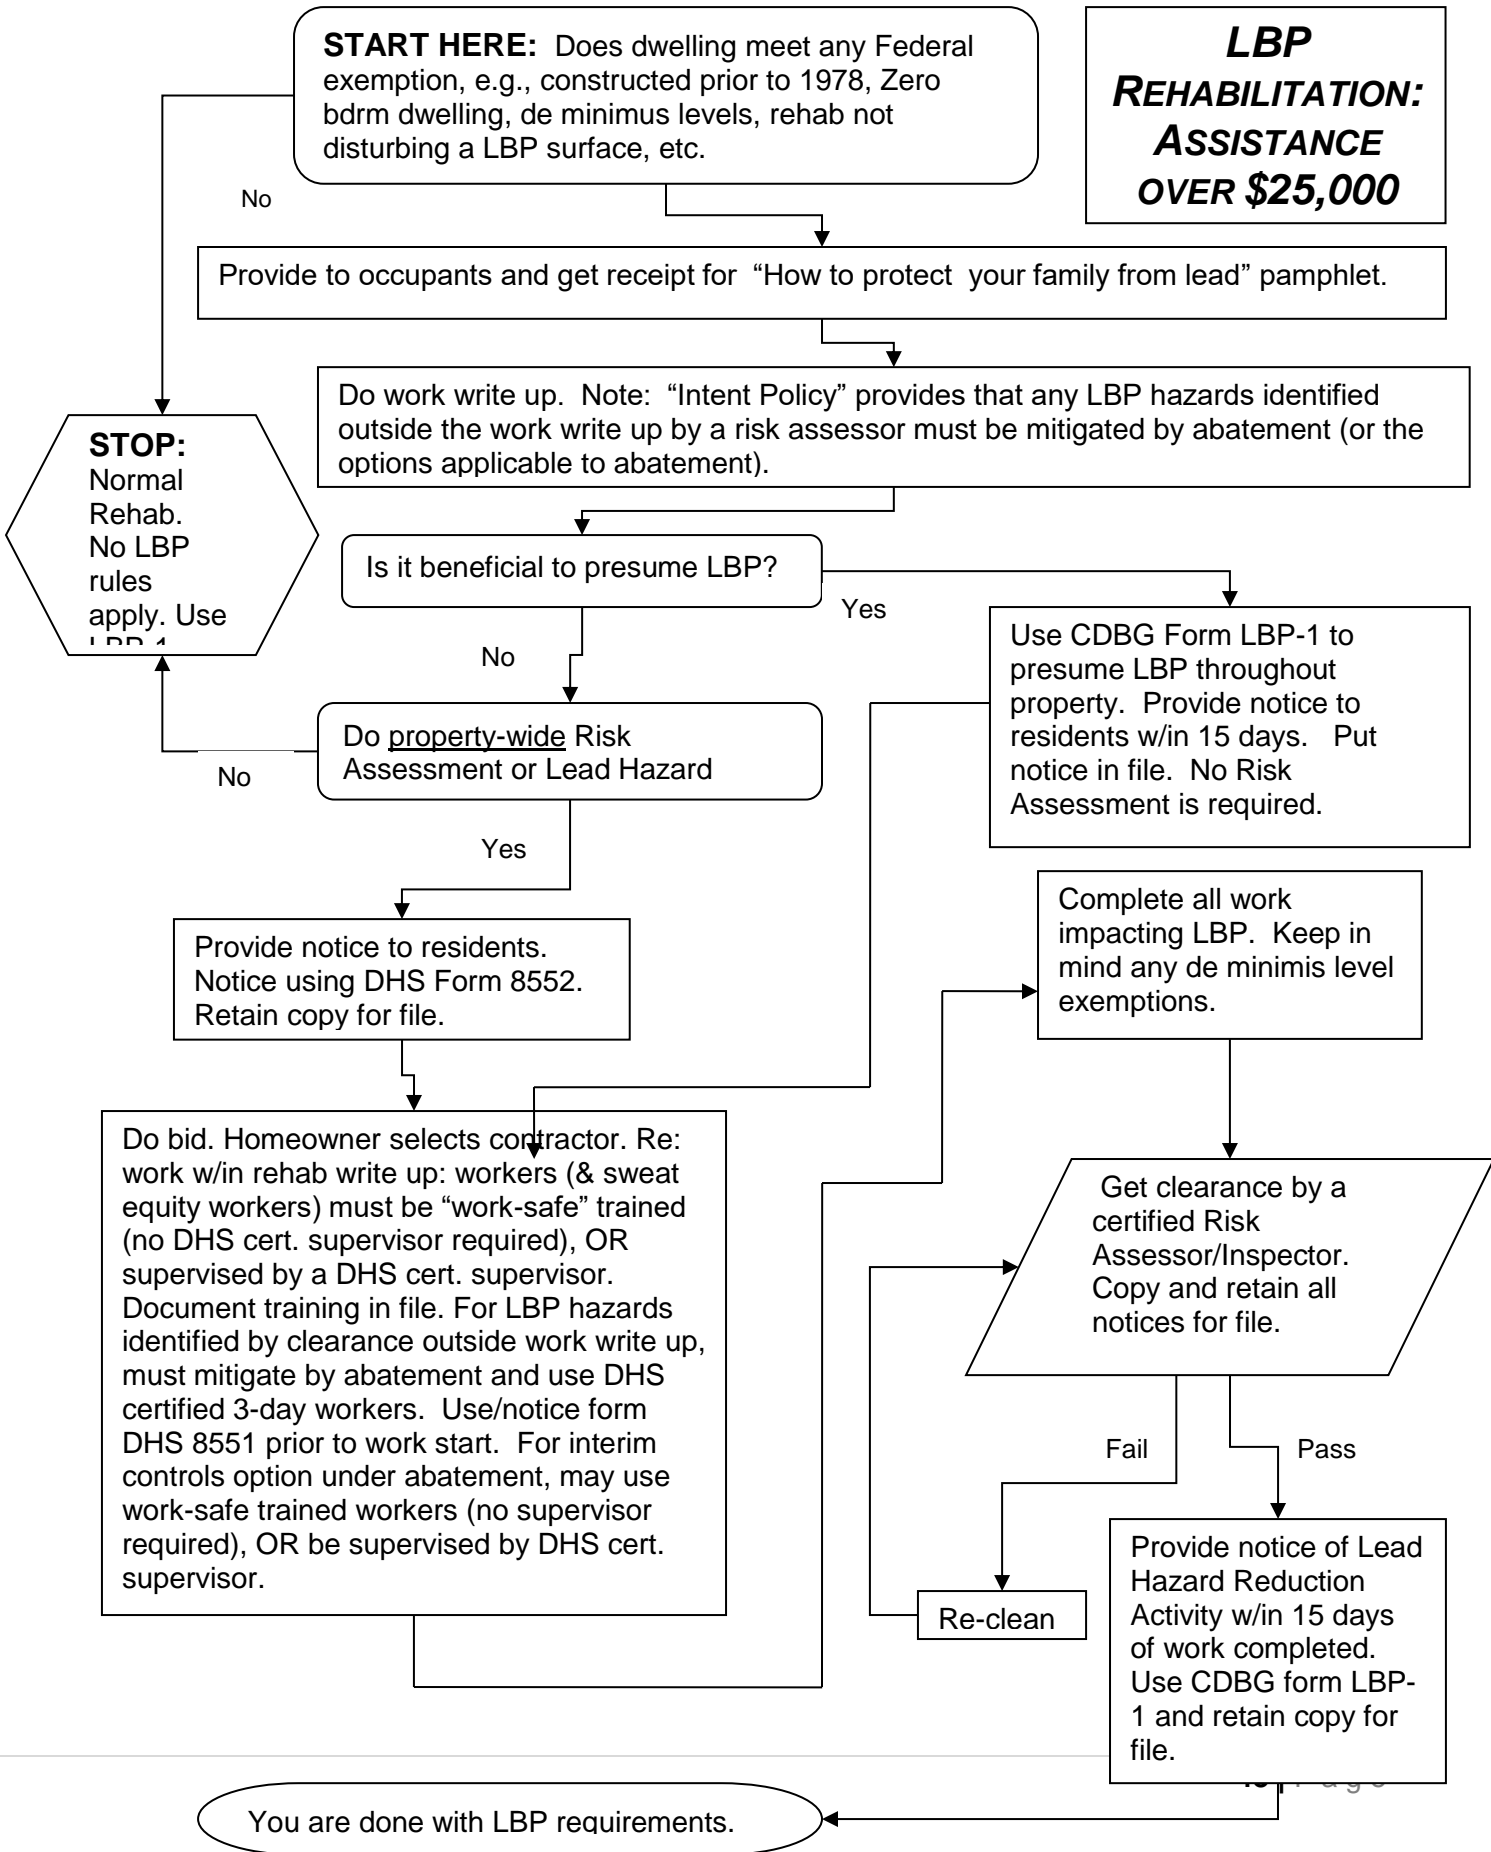 START HERE: Does dwelling meet any Federal
exemption, e.g., constructed prior to 1978, Zero
bdrm dwelling, de minimus levels, rehab not
disturbing a LBP surface, etc.
LBP
REHABILITATION:
ASSISTANCE
OVER $25,000
No
Provide to occupants and get receipt for “How to protect your family from lead” pamphlet.
Do work write up. Note: “Intent Policy” provides that any LBP hazards identified
outside the work write up by a risk assessor must be mitigated by abatement (or the
options applicable to abatement).
STOP:
Normal
Rehab.
No LBP
rules
apply. Use
Is it beneficial to presume LBP?
Yes
No
Use CDBG Form LBP-1 to
presume LBP throughout
property. Provide notice to
residents w/in 15 days. Put
notice in file. No Risk
Assessment is required.
Do property-wide Risk
Assessment or Lead Hazard
No
Yes
Provide notice to residents.
Notice using DHS Form 8552.
Retain copy for file.
Complete all work
impacting LBP. Keep in
mind any de minimis level
exemptions.
Do bid. Homeowner selects contractor. Re:
work w/in rehab write up: workers (& sweat
equity workers) must be “work-safe” trained
(no DHS cert. supervisor required), OR
supervised by a DHS cert. supervisor.
Document training in file. For LBP hazards
identified by clearance outside work write up,
must mitigate by abatement and use DHS
certified 3-day workers. Use/notice form
DHS 8551 prior to work start. For interim
controls option under abatement, may use
work-safe trained workers (no supervisor
required), OR be supervised by DHS cert.
supervisor.
Get clearance by a
certified Risk
Assessor/Inspector.
Copy and retain all
notices for file.
Fail
Pass
Re-clean
Provide notice of Lead
Hazard Reduction
Activity w/in 15 days
of work completed.
Use CDBG form LBP-
1 and retain copy for
file.
You are done with LBP requirements.